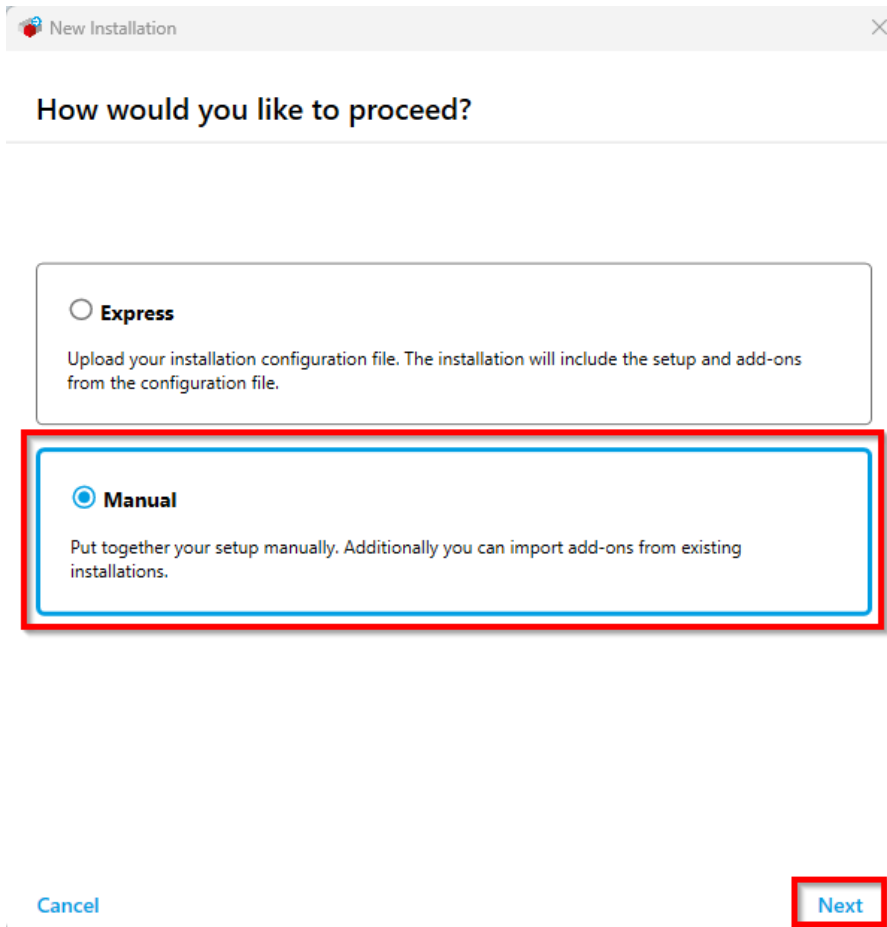 New Installation
How would you like to proceed?
Express
Upload your installation configuration file. The installation will include the setup and add-ons
from the configuration file.
Manual
Put together your setup manually. Additionally you can import add-ons from existing
installations.
Cancel
Next